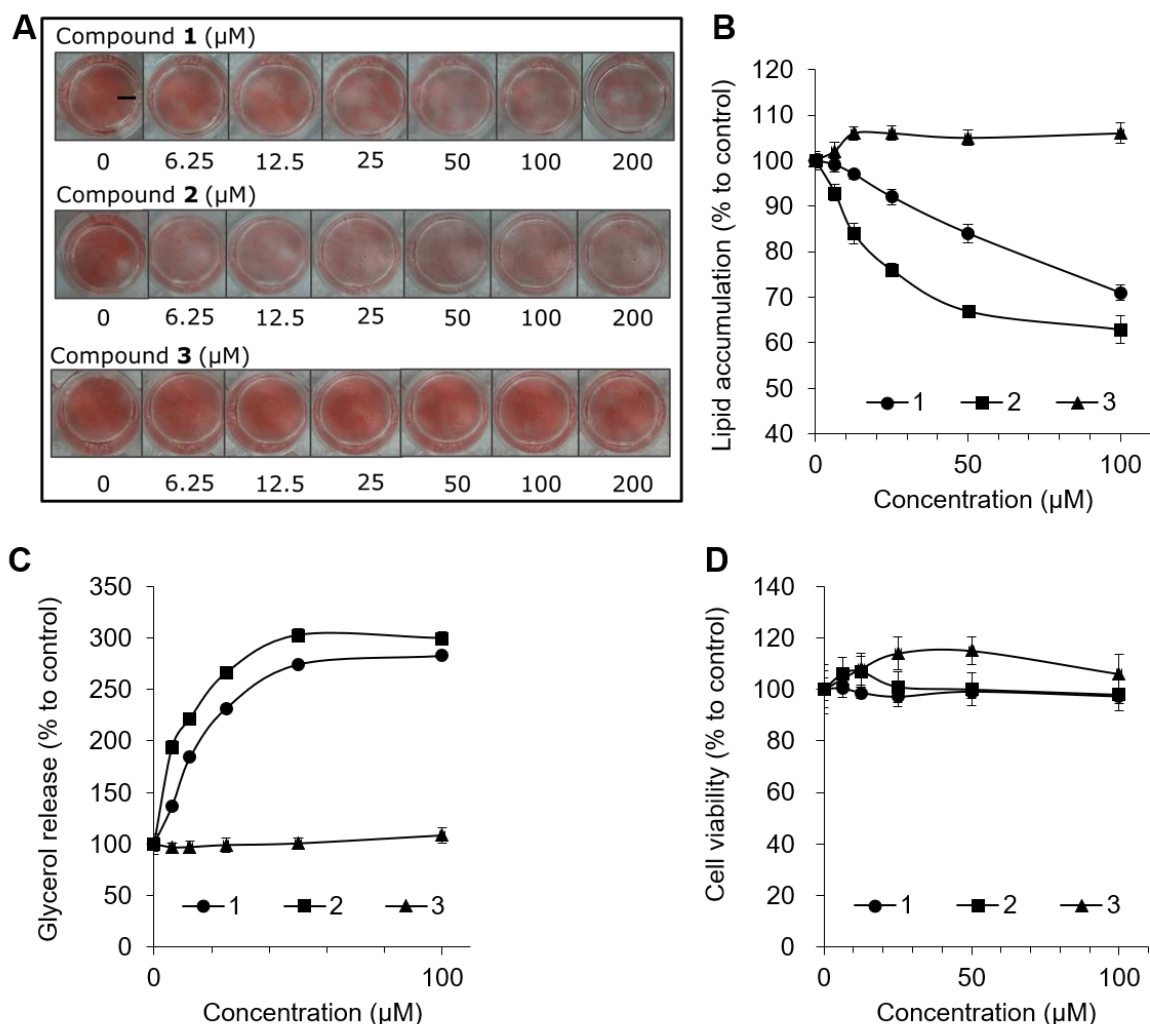 A
Compound 1 (µM)
0 6.25 12.5 25 50 100 200
Compound 2 (µM)
0 6.25 12.5 25 50 100 200
Compound 3 (µM)
0 6.25 12.5 25 50 100 200
B
Lipid accumulation (% to control)
120
110
100
90
80
70
60
50
40
1 2 3
0 50 100
Concentration (µM)
C
Glycerol release (% to control)
350
300
250
200
150
100
50
0
1 2 3
0 100
Concentration (µM)
D
Cell viability (% to control)
140
120
100
80
60
40
20
0
1 2 3
0 50 100
Concentration (µM)